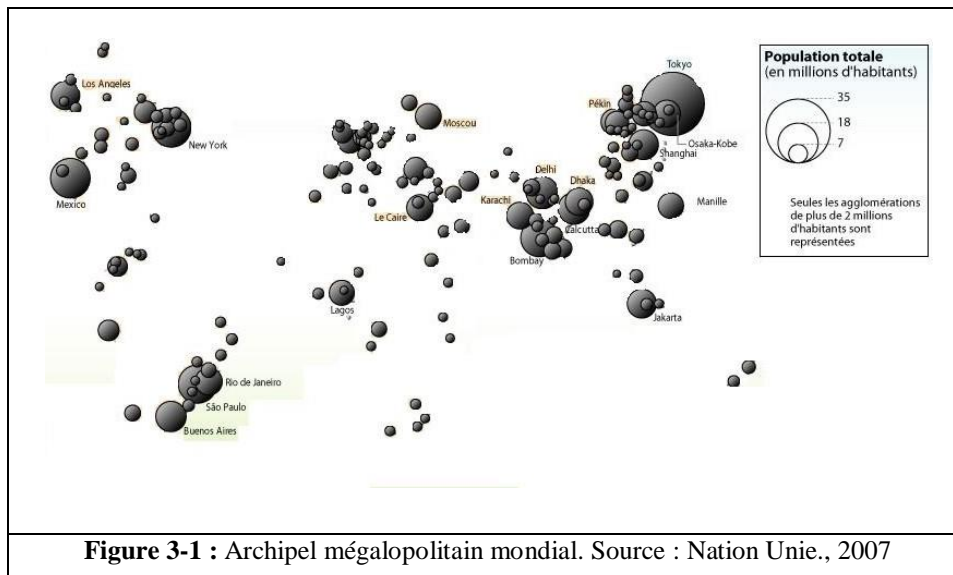 Los Angeles
New York
Mexico
Moscou
Le Caire
Lagos
Rio de Janeiro
São Paulo
Buenos Aires
Tokyo
Pékin
Osaka-Kobe
Shanghai
Delhi
Dhaka
Karachi
Calcutta
Bombay
Manille
Jakarta
Population totale
(en millions d'habitants)
35
18
7
Seules les agglomérations
de plus de 2 millions
d'habitants sont
représentées
Figure 3-1 : Archipel mégalopolitain mondial. Source : Nation Unie., 2007